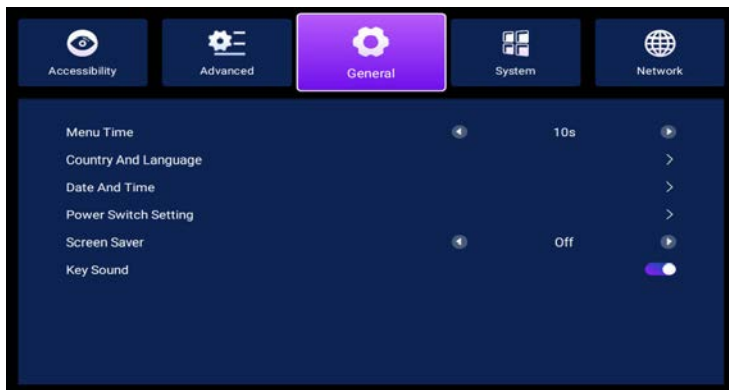 Accessibility
Advanced
General
System
Network
Menu Time 10s
Country And Language
Date And Time
Power Switch Setting
Screen Saver Off
Key Sound